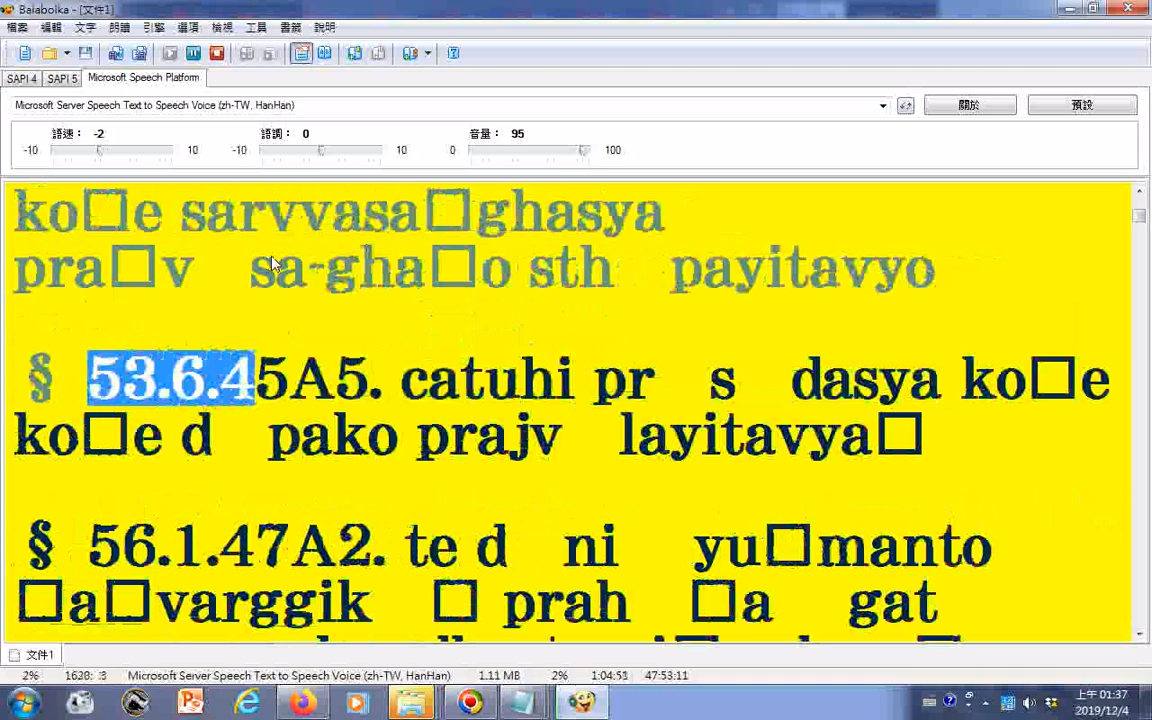 Balabolka - [文件1]
檔案 編輯 文字 朗讀 引擎 選項 檢視 工具 書籤 說明
SAPI 4 SAPI 5 Microsoft Speech Platform
Microsoft Server Speech Text to Speech Voice (zh-TW, HanHan) 關於 預設
語速： -2 語調： 0 音量： 95
-10 10 -10 10 0 100
ko□e sarvvasa□ghasya
pra□v sa-gha□o sth payitavyo
§ 53.6.45A5. catuhi pr s dasya ko□e
ko□e d pako prajv layitavya□
§ 56.1.47A2. te d ni yu□manto
□a□varggik □ prah □a gat
文件1
2% Microsoft Server Speech Text to Speech Voice (zh-TW, HanHan) 1.11 MB 2% 1:04:51 47:53:11
上午 01:37
2019/12/4